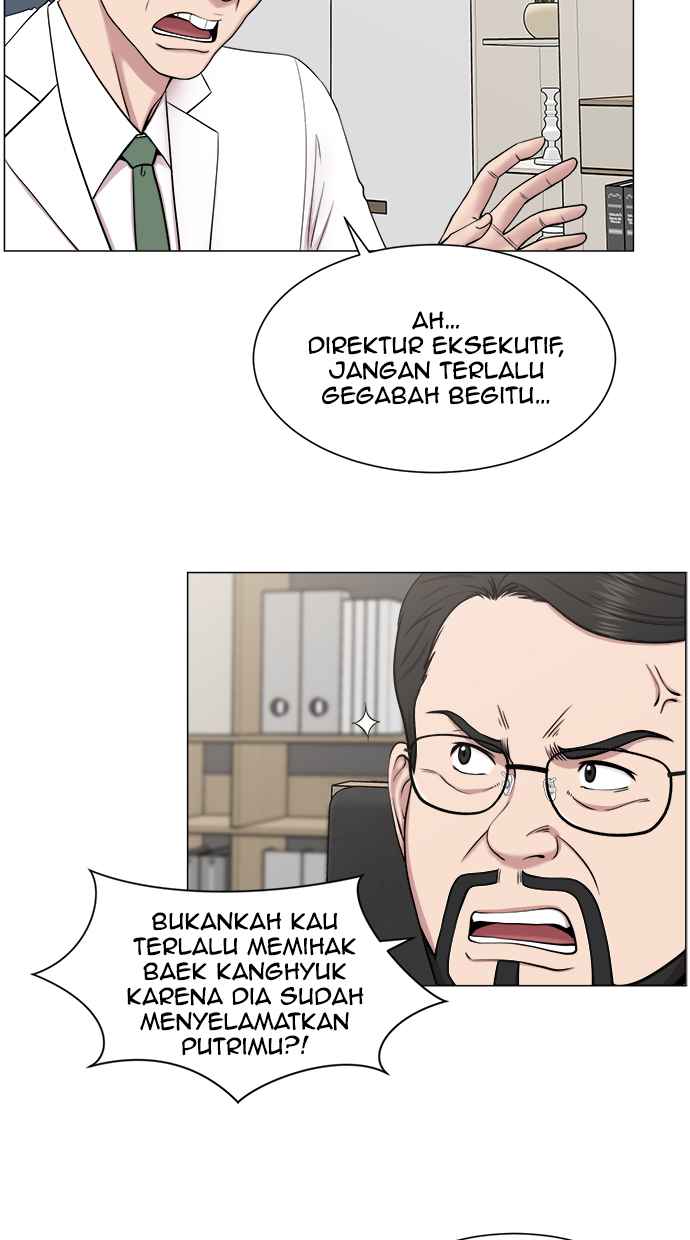 AH...
DIREKTUR EKSEKUTIF,
JANGAN TERLALU
GEGABAH BEGITU...
BUKANKAH KAU
TERLALU MEMIHAK
BAEK KANGHYUK
KARENA DIA SUDAH
MENYELAMATKAN
PUTRIMU?!